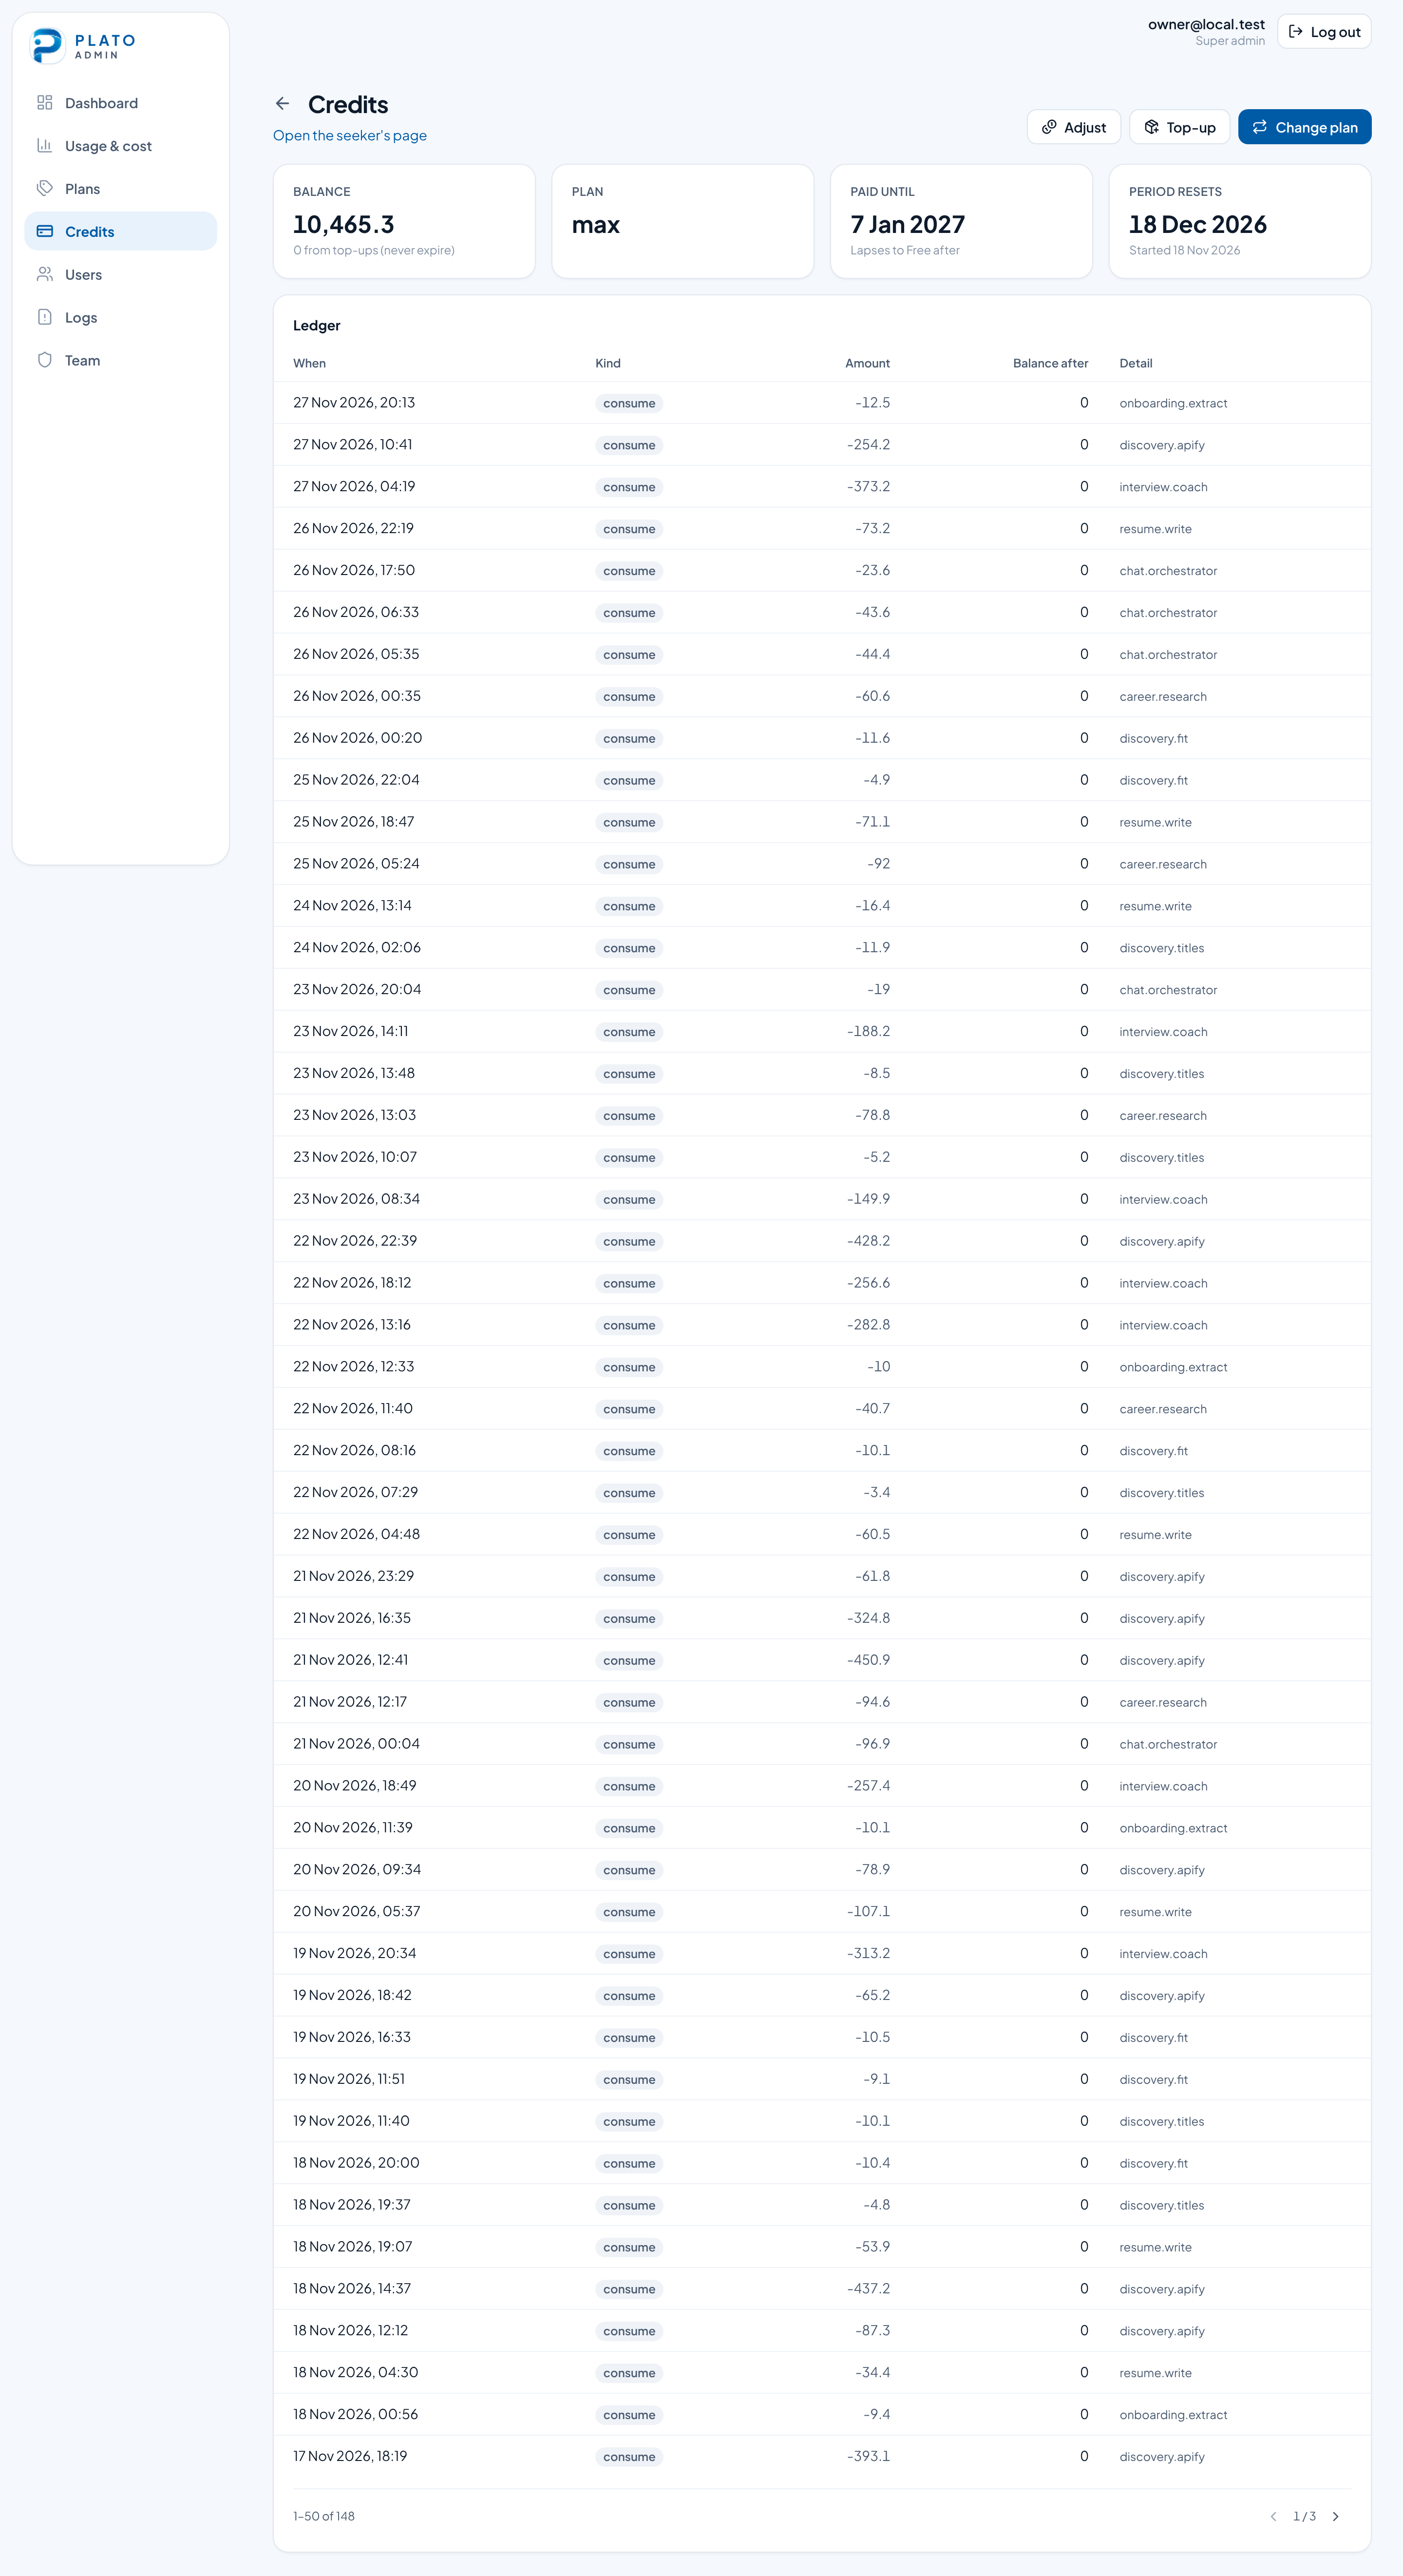 PLATO
ADMIN
Dashboard
Usage & cost
Plans
Credits
Users
Logs
Team
owner@local.test
Super admin
Log out
Credits
Open the seeker's page
Adjust
Top-up
Change plan
BALANCE
10,465.3
0 from top-ups (never expire)
PLAN
max
PAID UNTIL
7 Jan 2027
Lapses to Free after
PERIOD RESETS
18 Dec 2026
Started 18 Nov 2026
Ledger
When Kind Amount Balance after Detail
27 Nov 2026, 20:13 consume -12.5 0 onboarding.extract
27 Nov 2026, 10:41 consume -254.2 0 discovery.apify
27 Nov 2026, 04:19 consume -373.2 0 interview.coach
26 Nov 2026, 22:19 consume -73.2 0 resume.write
26 Nov 2026, 17:50 consume -23.6 0 chat.orchestrator
26 Nov 2026, 06:33 consume -43.6 0 chat.orchestrator
26 Nov 2026, 05:35 consume -44.4 0 chat.orchestrator
26 Nov 2026, 00:35 consume -60.6 0 career.research
26 Nov 2026, 00:20 consume -11.6 0 discovery.fit
25 Nov 2026, 22:04 consume -4.9 0 discovery.fit
25 Nov 2026, 18:47 consume -71.1 0 resume.write
25 Nov 2026, 05:24 consume -92 0 career.research
24 Nov 2026, 13:14 consume -16.4 0 resume.write
24 Nov 2026, 02:06 consume -11.9 0 discovery.titles
23 Nov 2026, 20:04 consume -19 0 chat.orchestrator
23 Nov 2026, 14:11 consume -188.2 0 interview.coach
23 Nov 2026, 13:48 consume -8.5 0 discovery.titles
23 Nov 2026, 13:03 consume -78.8 0 career.research
23 Nov 2026, 10:07 consume -5.2 0 discovery.titles
23 Nov 2026, 08:34 consume -149.9 0 interview.coach
22 Nov 2026, 22:39 consume -428.2 0 discovery.apify
22 Nov 2026, 18:12 consume -256.6 0 interview.coach
22 Nov 2026, 13:16 consume -282.8 0 interview.coach
22 Nov 2026, 12:33 consume -10 0 onboarding.extract
22 Nov 2026, 11:40 consume -40.7 0 career.research
22 Nov 2026, 08:16 consume -10.1 0 discovery.fit
22 Nov 2026, 07:29 consume -3.4 0 discovery.titles
22 Nov 2026, 04:48 consume -60.5 0 resume.write
21 Nov 2026, 23:29 consume -61.8 0 discovery.apify
21 Nov 2026, 16:35 consume -324.8 0 discovery.apify
21 Nov 2026, 12:41 consume -450.9 0 discovery.apify
21 Nov 2026, 12:17 consume -94.6 0 career.research
21 Nov 2026, 00:04 consume -96.9 0 chat.orchestrator
20 Nov 2026, 18:49 consume -257.4 0 interview.coach
20 Nov 2026, 11:39 consume -10.1 0 onboarding.extract
20 Nov 2026, 09:34 consume -78.9 0 discovery.apify
20 Nov 2026, 05:37 consume -107.1 0 resume.write
19 Nov 2026, 20:34 consume -313.2 0 interview.coach
19 Nov 2026, 18:42 consume -65.2 0 discovery.apify
19 Nov 2026, 16:33 consume -10.5 0 discovery.fit
19 Nov 2026, 11:51 consume -9.1 0 discovery.fit
19 Nov 2026, 11:40 consume -10.1 0 discovery.titles
18 Nov 2026, 20:00 consume -10.4 0 discovery.fit
18 Nov 2026, 19:37 consume -4.8 0 discovery.titles
18 Nov 2026, 19:07 consume -53.9 0 resume.write
18 Nov 2026, 14:37 consume -437.2 0 discovery.apify
18 Nov 2026, 12:12 consume -87.3 0 discovery.apify
18 Nov 2026, 04:30 consume -34.4 0 resume.write
18 Nov 2026, 00:56 consume -9.4 0 onboarding.extract
17 Nov 2026, 18:19 consume -393.1 0 discovery.apify
1–50 of 148
1 / 3